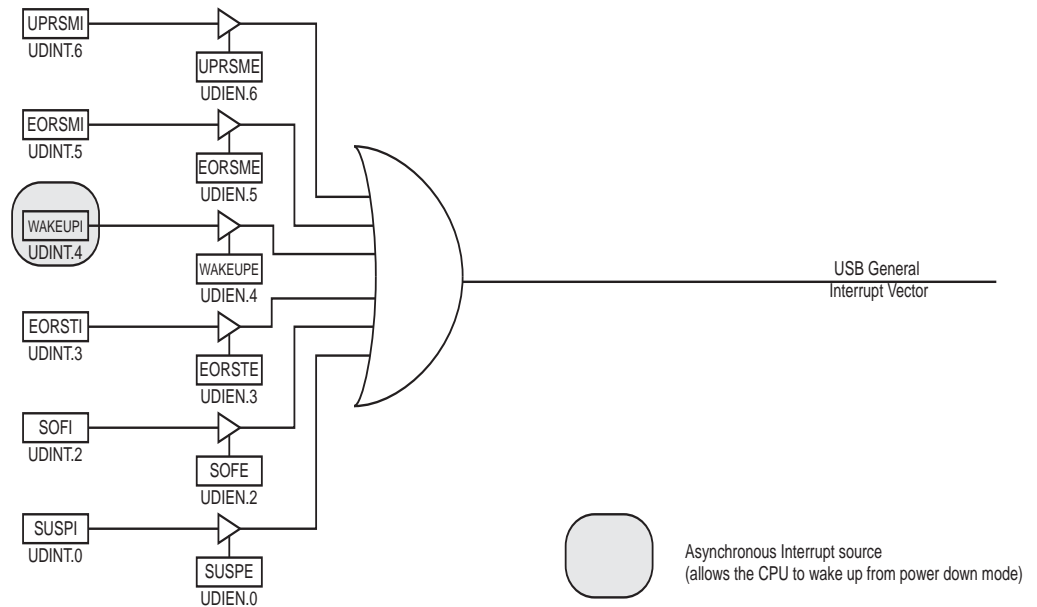 UPRSMI
UDINT.6
UPRSME
UDIEN.6
EORSMI
UDINT.5
EORSME
UDIEN.5
WAKEUPI
UDINT.4
WAKEUPE
UDIEN.4
EORSTI
UDINT.3
EORSTE
UDIEN.3
SOFI
UDINT.2
SOFE
UDIEN.2
SUSPI
UDINT.0
SUSPE
UDIEN.0
USB General
Interrupt Vector
Asynchronous Interrupt source
(allows the CPU to wake up from power down mode)